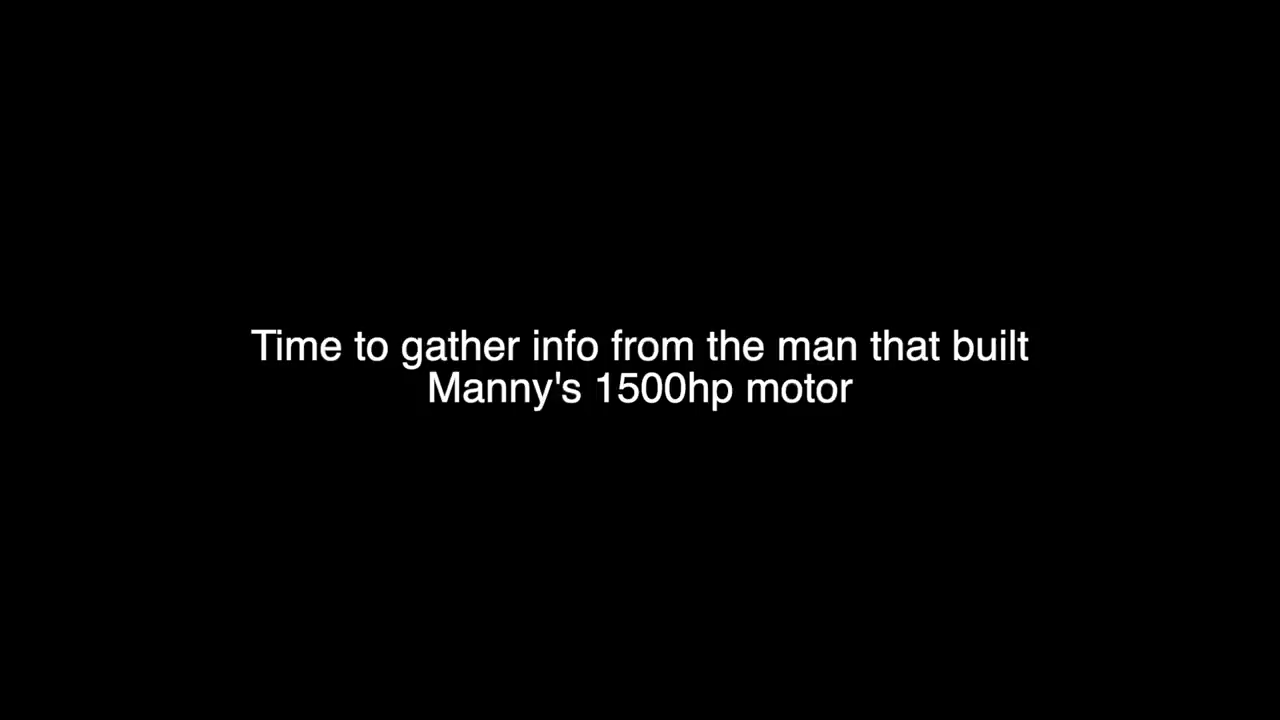 Time to gather info from the man that built
Manny's 1500hp motor